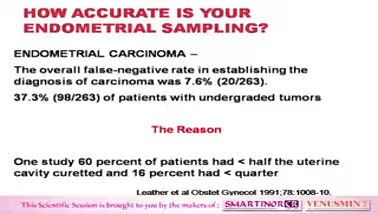 HOW ACCURATE IS YOUR
ENDOMETRIAL SAMPLING?
ENDOMETRIAL CARCINOMA –
The overall false-negative rate in establishing the
diagnosis of carcinoma was 7.6% (20/263).
37.3% (98/263) of patients with undergraded tumors
The Reason
One study 60 percent of patients had < half the uterine
cavity curetted and 16 percent had < quarter
Leather et al Obstet Gynecol 1991;78:1008-10.
This Scientific Session is brought to you by the makers of : SMARTINOR CR VENUSMIN